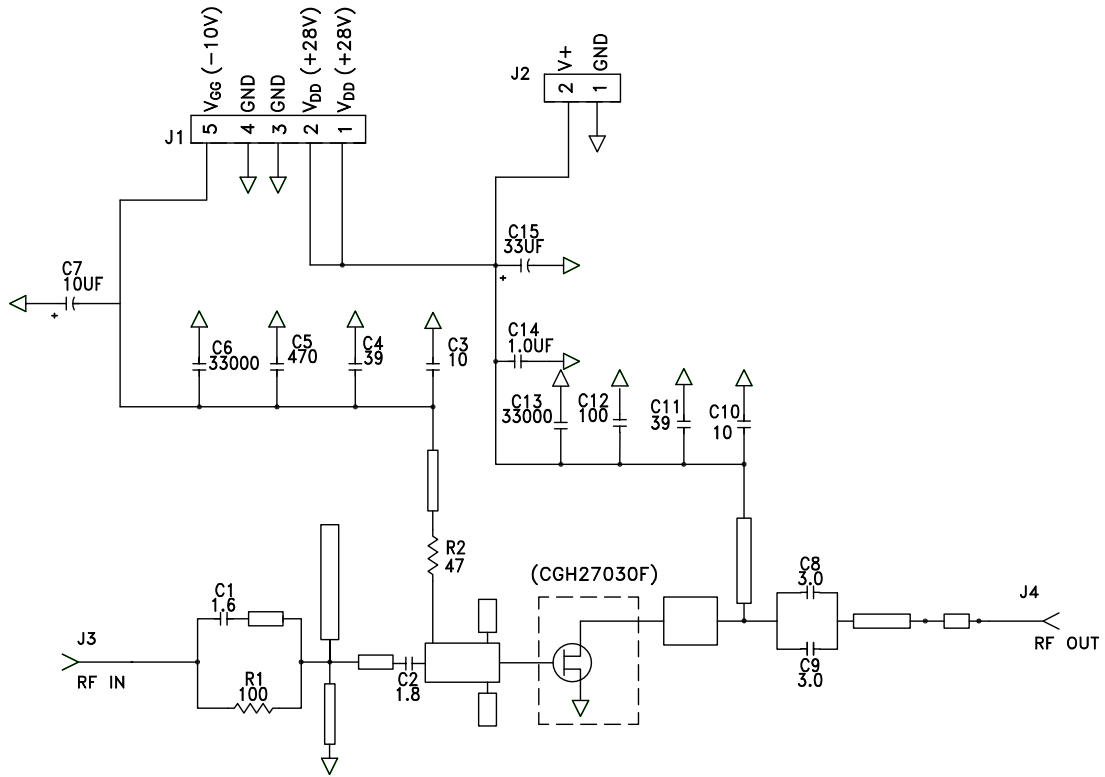 VGG (-10V)
GND
GND
VDD (+28V)
VDD (+28V)
J1
5
4
3
2
1
V+
GND
J2
2
1
C7
10UF
+
C15
33UF
+
C14
1.0UF
C6
33000
C5
470
C4
39
C3
10
C13
33000
C12
100
C11
39
C10
10
R2
47
(CGH27030F)
C1
1.6
R1
100
J3
RF IN
C2
1.8
C8
3.0
C9
3.0
J4
RF OUT